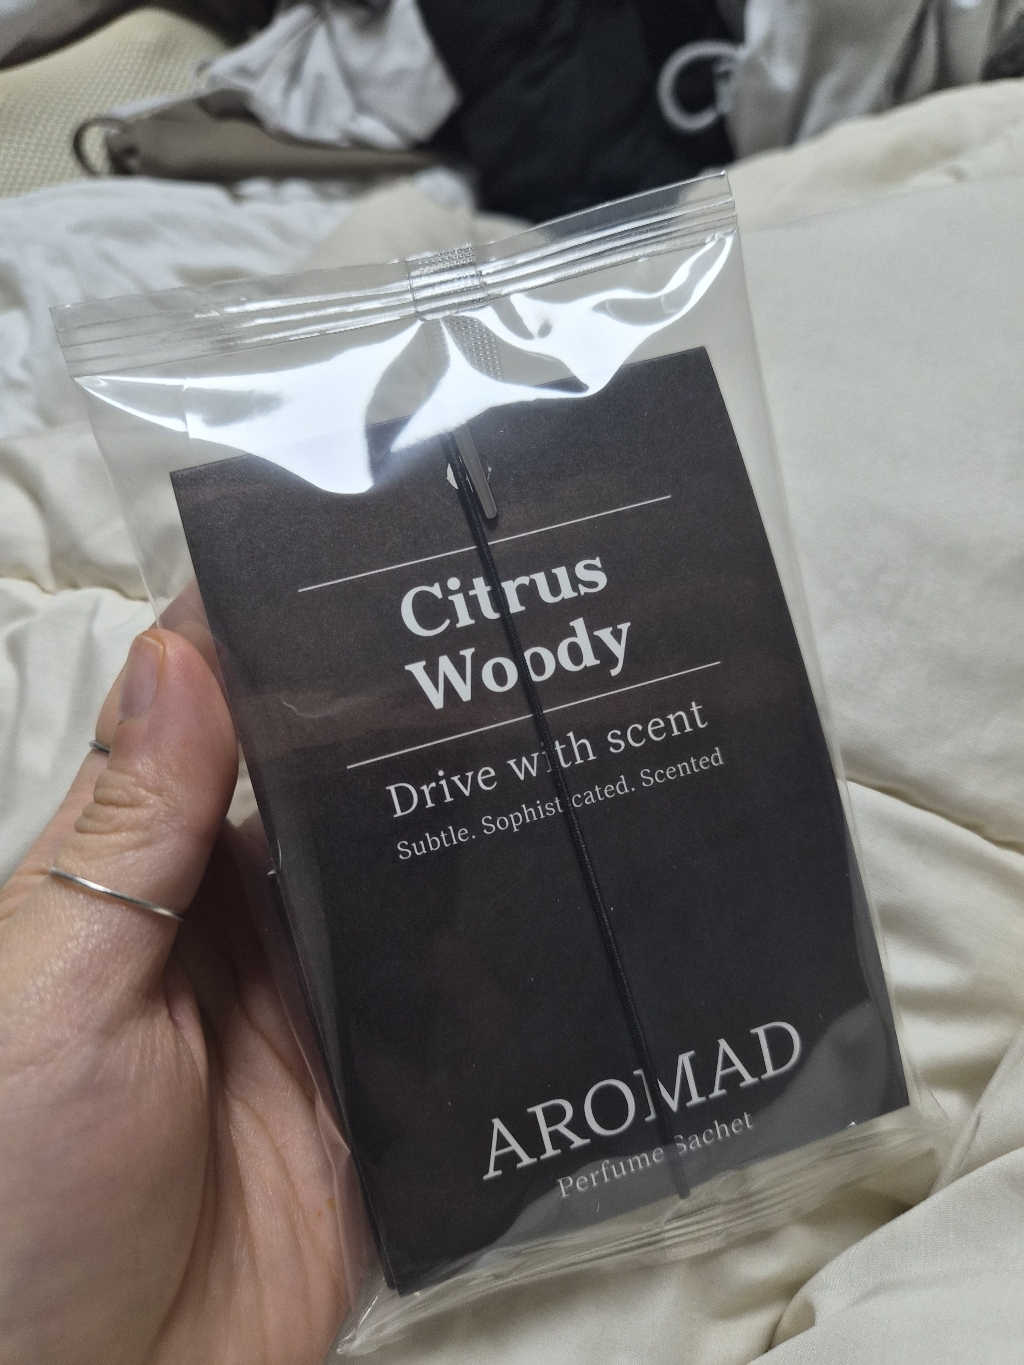 Citrus
Woody
Drive with scent
Subtle. Sophisticated. Scented
AROMAD
Perfume Sachet